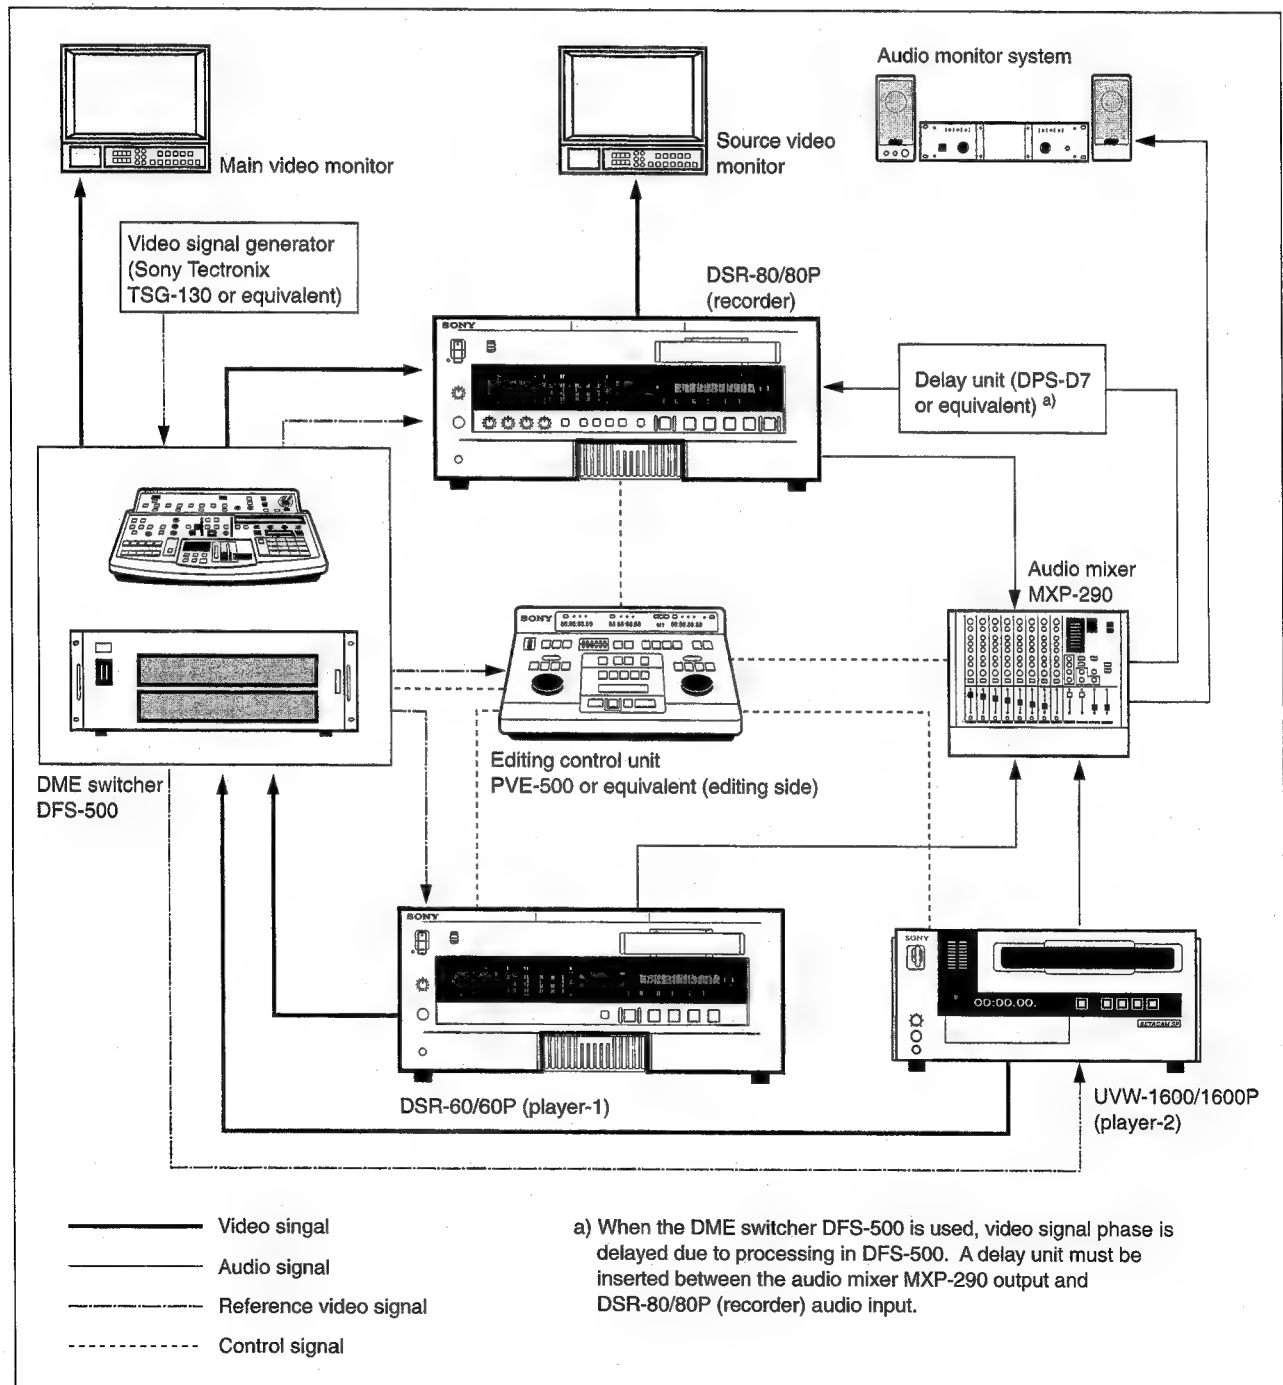 Audio monitor system
Main video monitor
Source video
monitor
Video signal generator
(Sony Tectronix
TSG-130 or equivalent)
DSR-80/80P
(recorder)
SONY
Delay unit (DPS-D7
or equivalent) a)
Audio mixer
MXP-290
SONY
Editing control unit
PVE-500 or equivalent (editing side)
DME switcher
DFS-500
SONY
SONY
00:00.00.
BETACAM SP
DSR-60/60P (player-1)
UVW-1600/1600P
(player-2)
Video singal
Audio signal
Reference video signal
Control signal
a) When the DME switcher DFS-500 is used, video signal phase is
delayed due to processing in DFS-500. A delay unit must be
inserted between the audio mixer MXP-290 output and
DSR-80/80P (recorder) audio input.